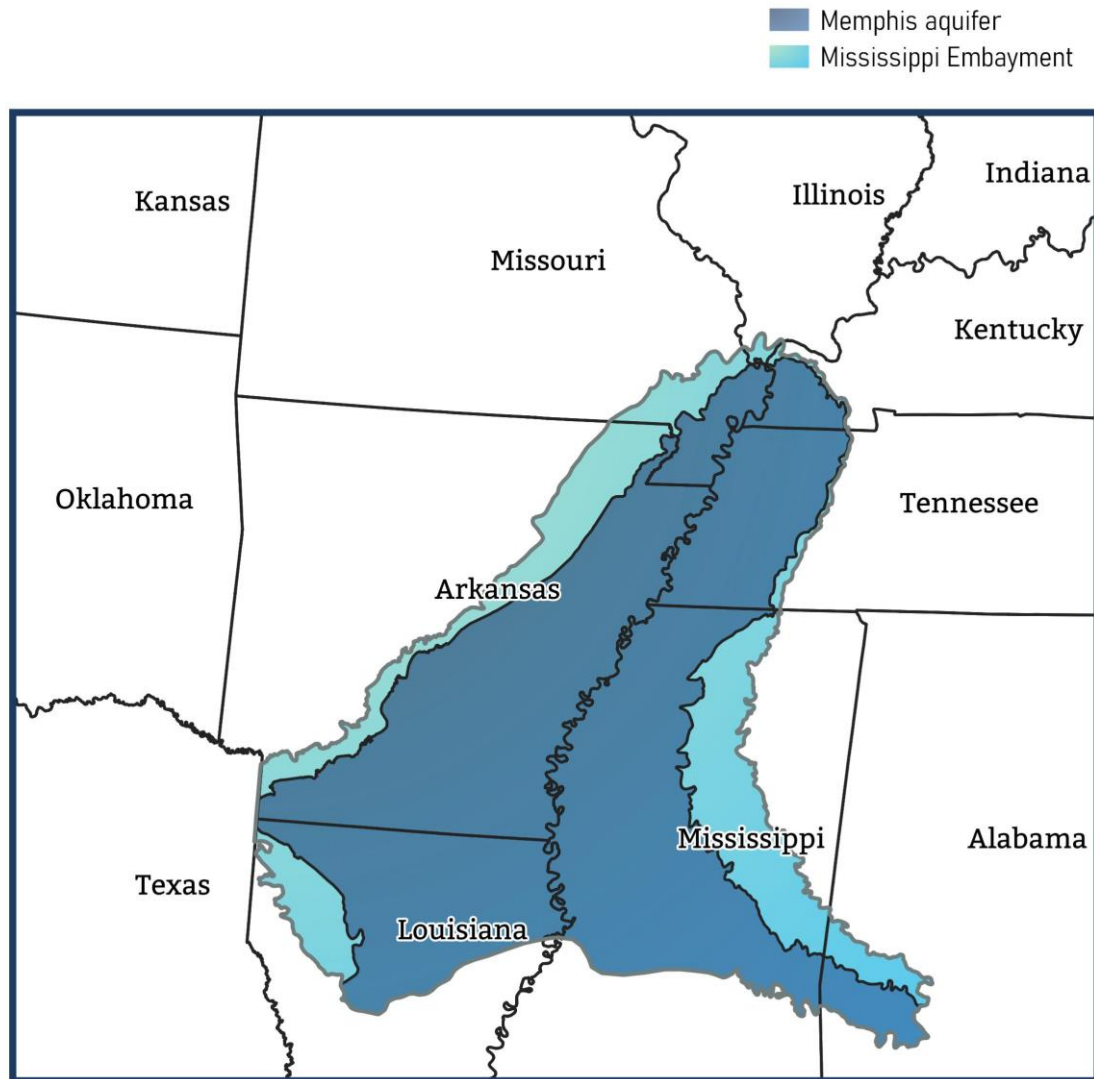 Memphis aquifer
Mississippi Embayment
Indiana
Illinois
Kansas
Missouri
Kentucky
Oklahoma
Tennessee
Arkansas
Mississippi
Alabama
Texas
Louisiana